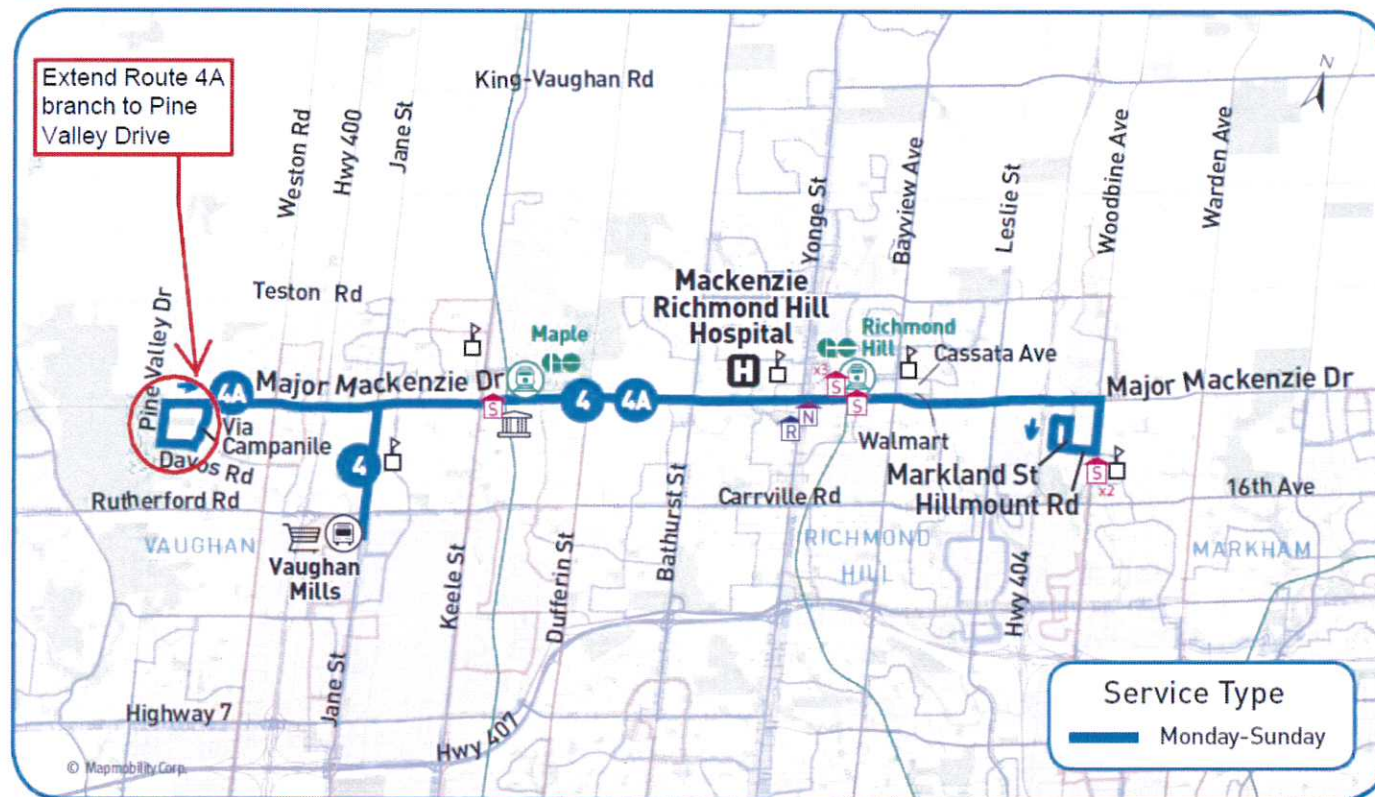 Extend Route 4A
branch to Pine
Valley Drive
King-Vaughan Rd
N
Weston Rd
Hwy 400
Jane St
Yonge St
Bayview Ave
Leslie St
Woodbine Ave
Warden Ave
Teston Rd
Pine Valley Dr
Maple
GO
Mackenzie
Richmond Hill
Hospital
H
GO
Richmond
Hill
Cassata Ave
4A
Major Mackenzie Dr
4
4A
x3
S
S
S
N
R
Major Mackenzie Dr
Via
Campanile
Davos Rd
4
Walmart
Markland St
Hillmount Rd
S
x2
Rutherford Rd
Carrville Rd
16th Ave
VAUGHAN
Vaughan
Mills
Keele St
Dufferin St
Bathurst St
RICHMOND
HILL
Hwy 404
MARKHAM
Jane St
Highway 7
Hwy 407
Service Type
Monday-Sunday
© Mapmobility Corp.